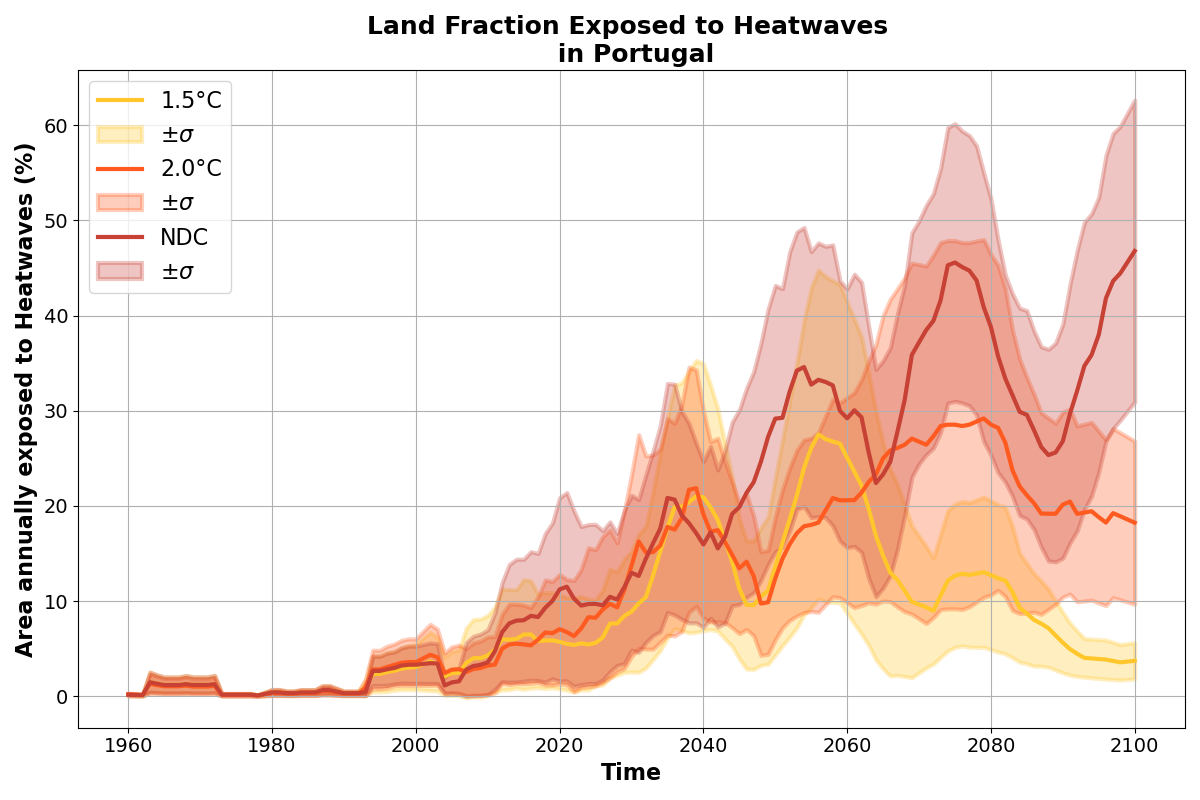 Land Fraction Exposed to Heatwaves
in Portugal
Area annually exposed to Heatwaves (%)
60
50
40
30
20
10
0
1.5°C
±σ
2.0°C
±σ
NDC
±σ
1960
1980
2000
2020
2040
2060
2080
2100
Time